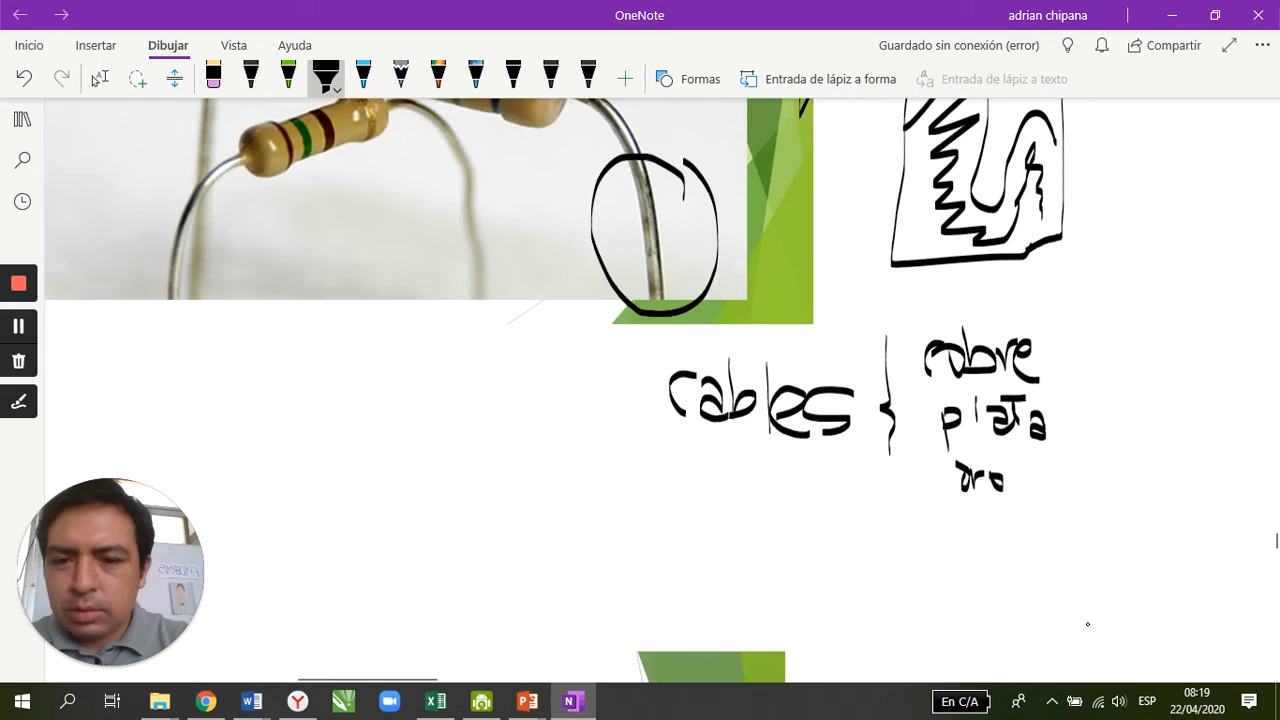 OneNote
adrian chipana
Inicio Insertar Dibujar Vista Ayuda
Guardado sin conexión (error) Compartir
Formas Entrada de lápiz a forma Entrada de lápiz a texto
cables { cobre
plata
oro
En C/A
ESP
08:19
22/04/2020